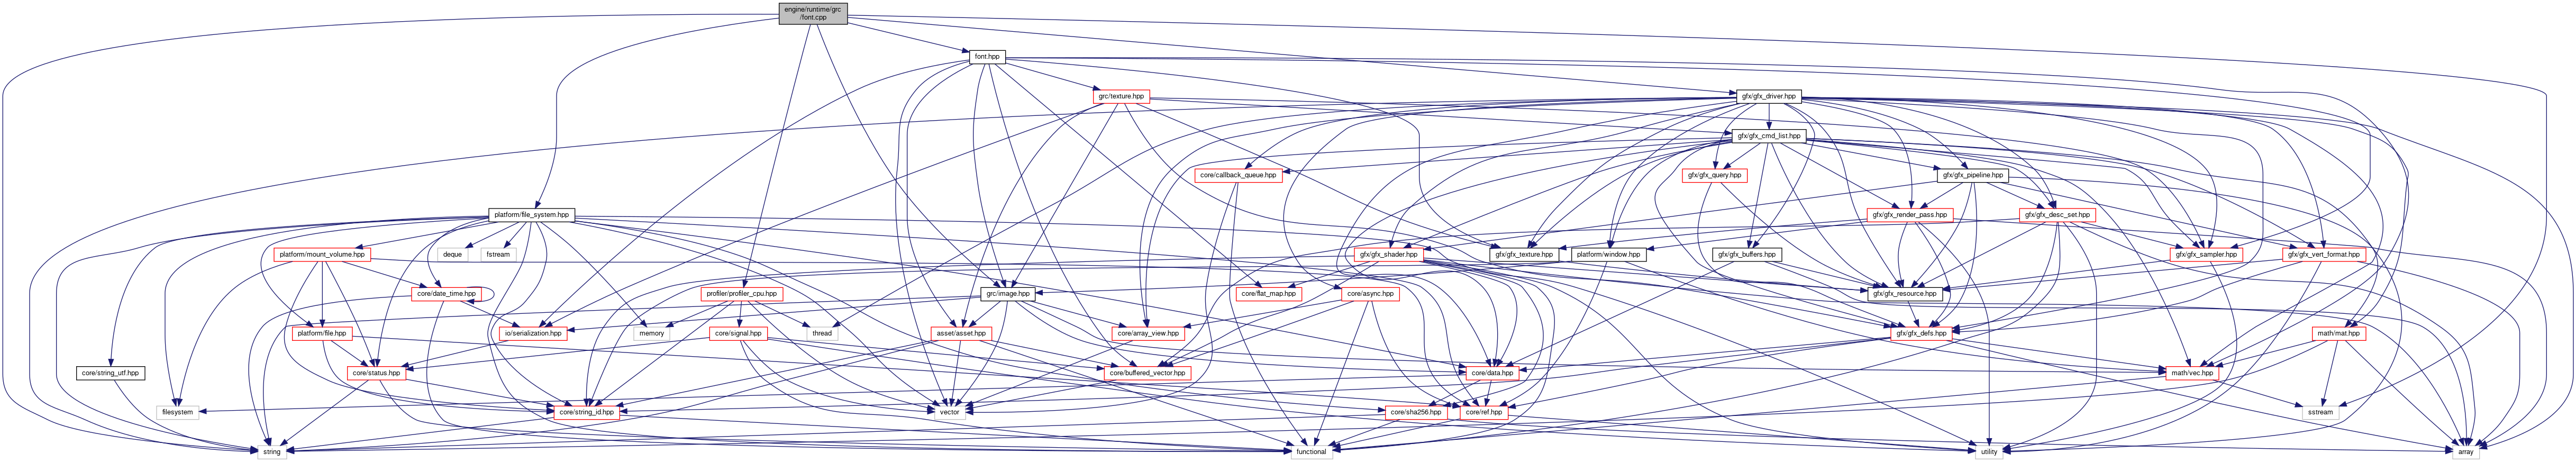 engine/runtime/grc
/font.cpp
font.hpp
grc/texture.hpp
gfx/gfx_driver.hpp
gfx/gfx_cmd_list.hpp
core/callback_queue.hpp
gfx/gfx_query.hpp
gfx/gfx_pipeline.hpp
platform/file_system.hpp
gfx/gfx_render_pass.hpp
gfx/gfx_desc_set.hpp
platform/mount_volume.hpp
deque
fstream
gfx/gfx_shader.hpp
gfx/gfx_texture.hpp
platform/window.hpp
gfx/gfx_buffers.hpp
gfx/gfx_sampler.hpp
gfx/gfx_vert_format.hpp
core/date_time.hpp
profiler/profiler_cpu.hpp
grc/image.hpp
core/flat_map.hpp
core/async.hpp
gfx/gfx_resource.hpp
platform/file.hpp
io/serialization.hpp
memory
core/signal.hpp
thread
asset/asset.hpp
core/array_view.hpp
gfx/gfx_defs.hpp
math/mat.hpp
core/string_utf.hpp
core/status.hpp
core/buffered_vector.hpp
core/data.hpp
math/vec.hpp
filesystem
core/string_id.hpp
vector
core/sha256.hpp
core/ref.hpp
sstream
string
functional
utility
array